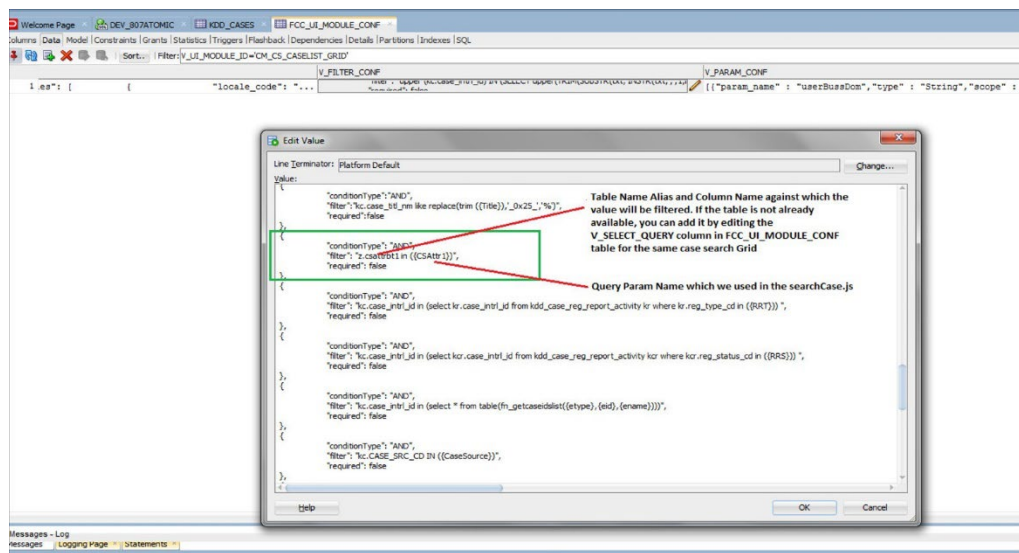 Welcome Page DEV_807ATOMIC KDD_CASES FCC_UI_MODULE_CONF
Columns Data Model Constraints Grants Statistics Triggers Flashback Dependencies Details Partitions Indexes SQL
Sort.. Filter: V_UI_MODULE_ID='CM_CS_CASELIST_GRID'
V_FILTER_CONF V_PARAM_CONF
1 .es": [ { "locale_code": "... [{"param_name" : "userBussDom","type" : "String","scope" :
Edit Value
Line Terminator: Platform Default Change...
Value:
{
"conditionType":"AND",
"filter":"kc.case_titl_nm like replace(trim ({Title}),'_0x25_','%')",
"required":false
},
{
"conditionType": "AND",
"filter": "z.csattrbt1 in ({CSAttr1})",
"required": false
},
{
"conditionType": "AND",
"filter": "kc.case_intrl_id in (select kr.case_intrl_id from kdd_case_reg_report_activity kr where kr.reg_type_cd in ({RRT})) ",
"required": false
},
{
"conditionType": "AND",
"filter": "kc.case_intrl_id in (select kcr.case_intrl_id from kdd_case_reg_report_activity kcr where kcr.reg_status_cd in ({RRS})) ",
"required": false
},
{
"conditionType": "AND",
"filter": "kc.case_intrl_id in (select * from table(fn_getcaseidslist({etype},{eid},{ename})))",
"required": false
},
{
"conditionType": "AND",
"filter": "kc.CASE_SRC_CD IN ({CaseSource})",
"required": false
},
Table Name Alias and Column Name against which the
value will be filtered. If the table is not already
available, you can add it by editing the
V_SELECT_QUERY column in FCC_UI_MODULE_CONF
table for the same case search Grid
Query Param Name which we used in the searchCase.js
Help OK Cancel
Messages - Log
Messages Logging Page Statements